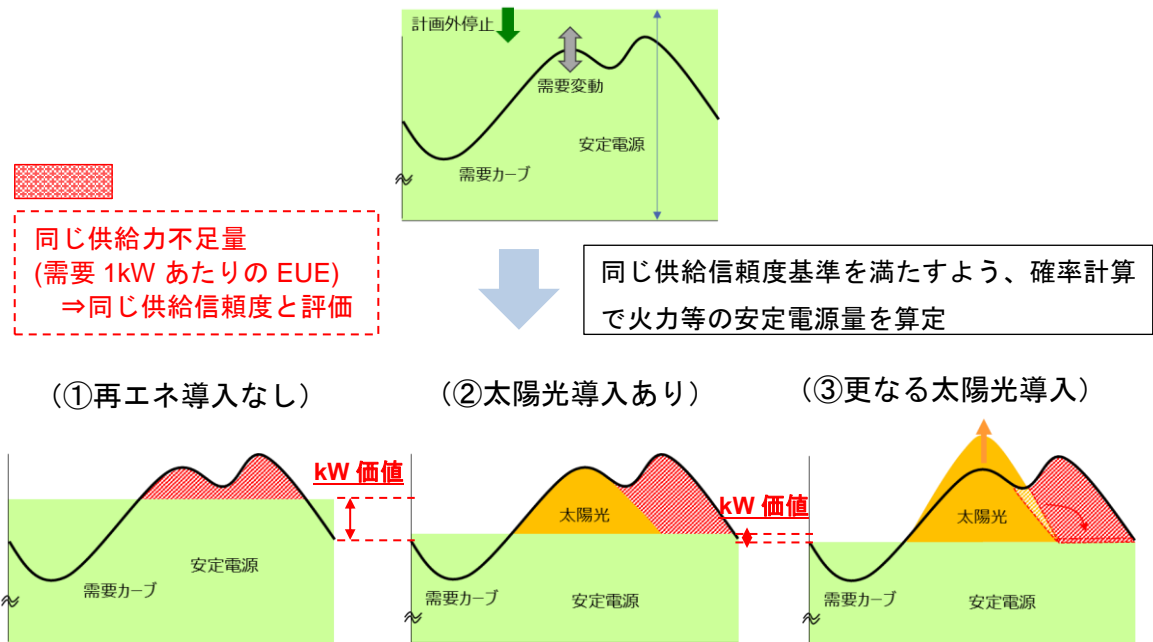 計画外停止
需要変動
安定電源
需要カーブ
同じ供給力不足量
(需要 1kW あたりの EUE)
⇒同じ供給信頼度と評価
同じ供給信頼度基準を満たすよう、確率計算
で火力等の安定電源量を算定
(①再エネ導入なし)
(②太陽光導入あり)
(③更なる太陽光導入)
kW 価値
安定電源
需要カーブ
kW 価値
太陽光
需要カーブ
安定電源
太陽光
需要カーブ
安定電源